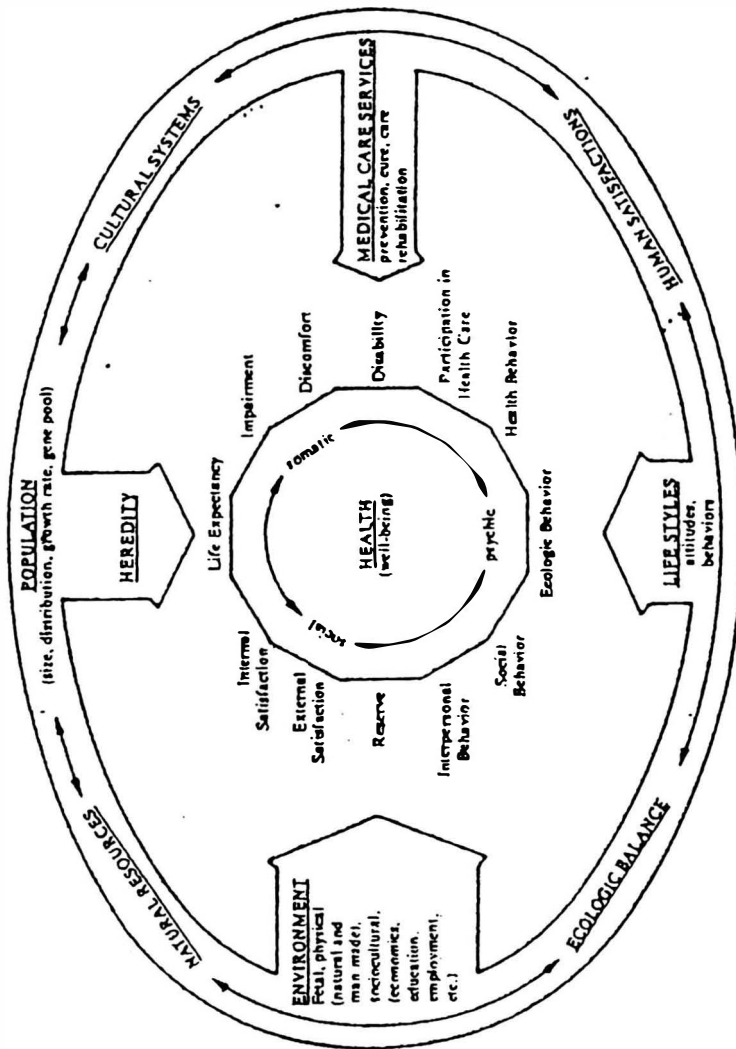 POPULATION
(size, distribution, growth rate, gene pool)
HEREDITY
NATURAL RESOURCES
CULTURAL SYSTEMS
ENVIRONMENT
Fetal, physical
(natural and
man made),
sociocultural,
(economics,
education,
employment,
etc.)
MEDICAL CARE SERVICES
prevention, cure, care
rehabilitation
Life Expectancy
Impairment
Discomfort
Disability
Participation in
Health Care
Health Behavior
Ecologic Behavior
Social
Behavior
Interpersonal
Behavior
Reserve
External
Satisfaction
Internal
Satisfaction
HEALTH
(well-being)
somatic
psychic
social
LIFE STYLES
attitudes,
behaviors
ECOLOGIC BALANCE
HUMAN SATISFACTIONS